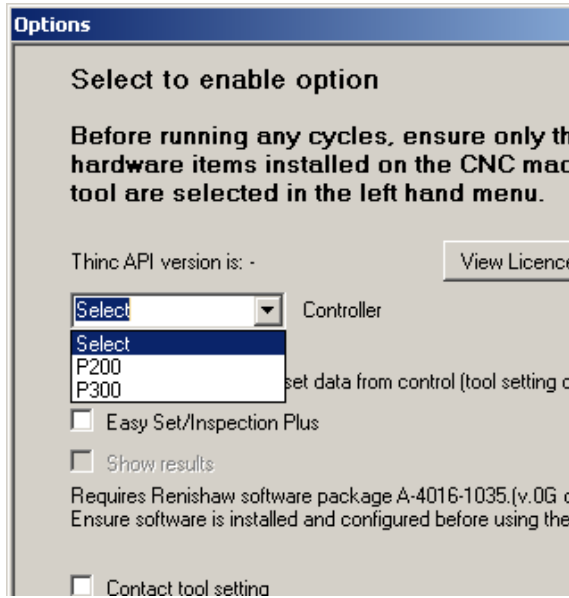 Options
Select to enable option
Before running any cycles, ensure only
hardware items installed on the CNC
tool are selected in the left hand menu.
Thinc API version is: -
View Licence
Select
Controller
Select
P200
P300
set data from control (tool setting
Easy Set/Inspection Plus
Show results
Requires Renishaw software package A-4016-1035.(v.0G
Ensure software is installed and configured before using the
Contact tool setting